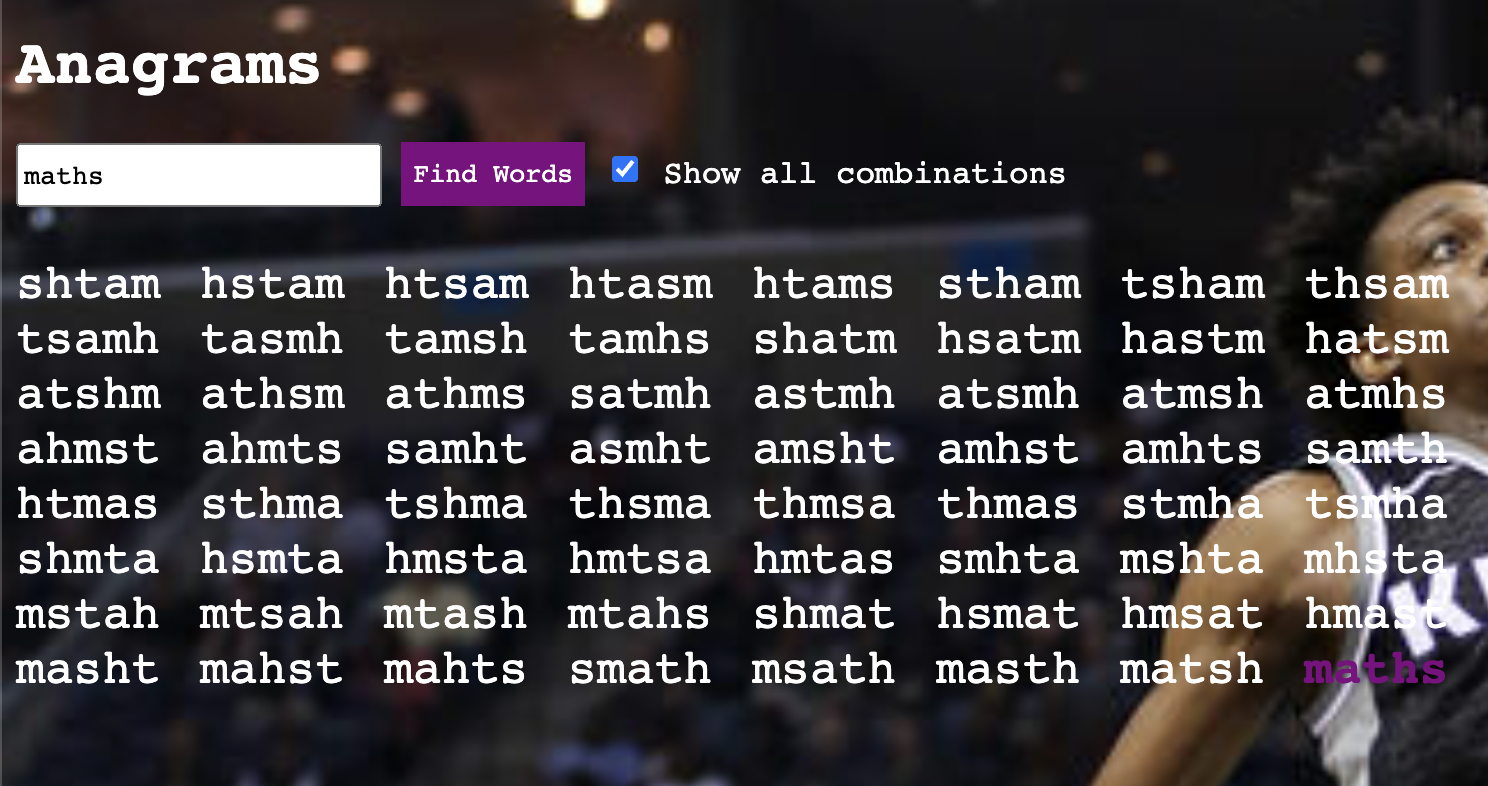 Anagrams
maths Find Words Show all combinations
shtam hstam htsam htasm htams stham tsham thsam
tsamh tasmh tamsh tamhs shatm hsatm hastm hatsm
atshm athsm athms satmh astmh atsmh atmsh atmhs
ahmst ahmts samht asmht amsht amhst amhts samth
htmas sthma tshma thsma thmsa thmas stmha tsmha
shmta hsmta hmsta hmtsa hmtas smhta mshta mhsta
mstah mtsah mtash mtahs shmat hsmat hmsat hmast
masht mahst mahts smath msath masth matsh maths